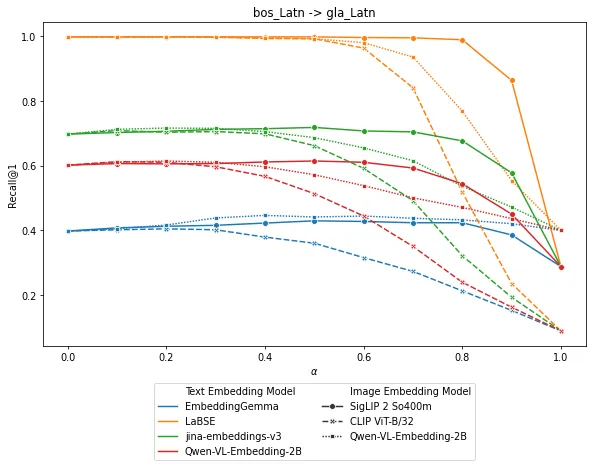 bos_Latn -> gla_Latn
1.0
0.8
0.6
0.4
0.2
Recall@1
0.0 0.2 0.4 0.6 0.8 1.0
α
Text Embedding Model Image Embedding Model
EmbeddingGemma SigLIP 2 So400m
LaBSE CLIP ViT-B/32
jina-embeddings-v3 Qwen-VL-Embedding-2B
Qwen-VL-Embedding-2B